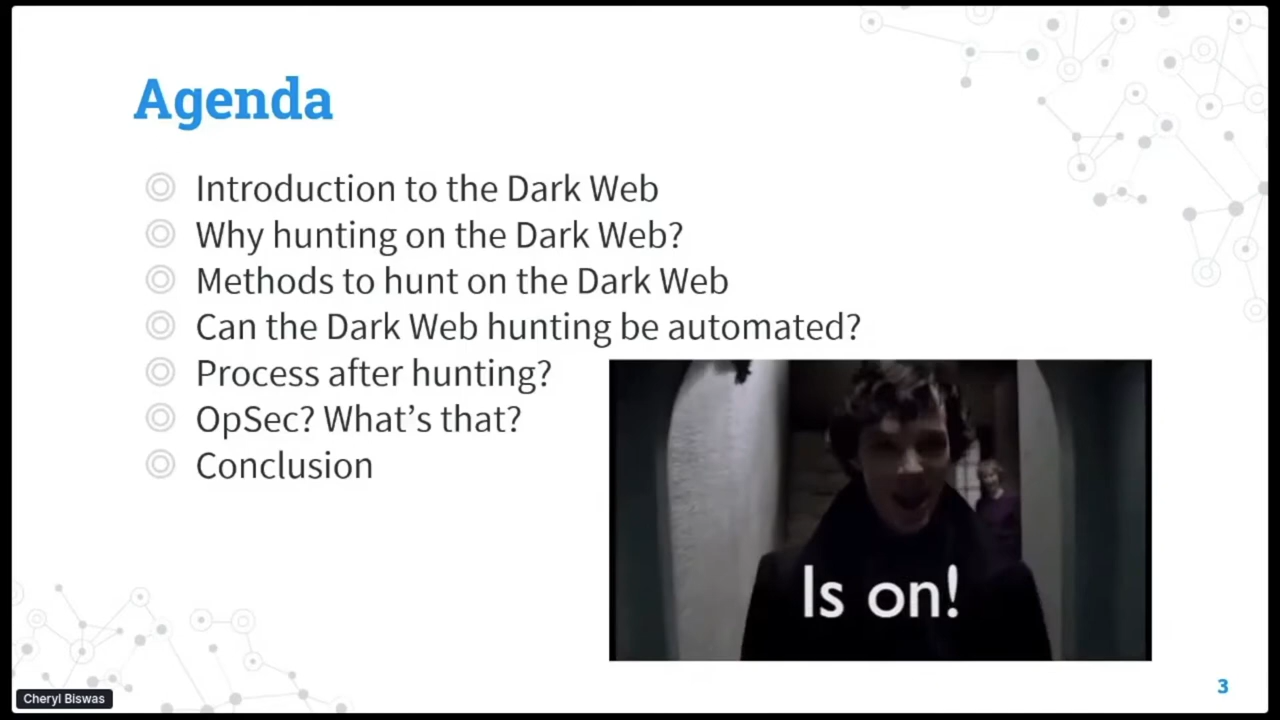 Agenda
Introduction to the Dark Web
Why hunting on the Dark Web?
Methods to hunt on the Dark Web
Can the Dark Web hunting be automated?
Process after hunting?
OpSec? What’s that?
Conclusion
Is on!
Cheryl Biswas
3